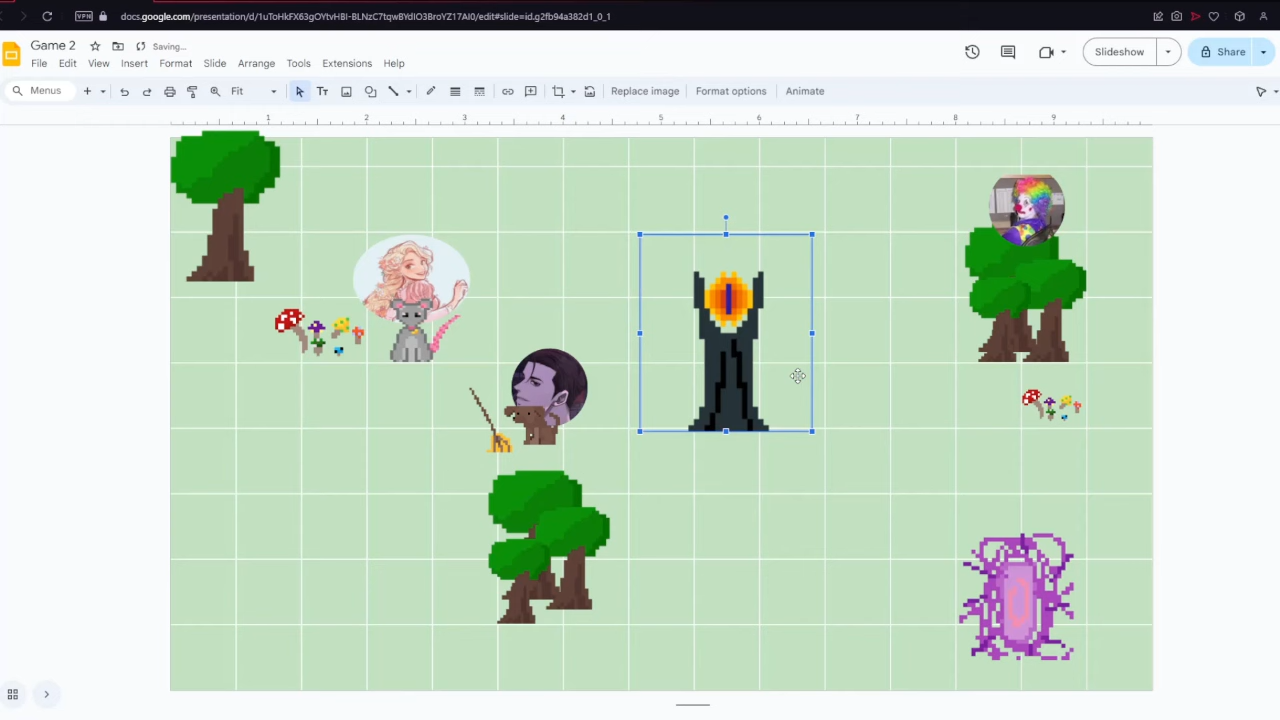 VPN docs.google.com/presentation/d/1uToHkFX63gOYtvHBI-BLNzC7tqwBYdIO3BroYZ17AI0/edit#slide=id.g2fb94a382d1_0_1
Game 2 Saving…
File Edit View Insert Format Slide Arrange Tools Extensions Help
Slideshow Share
Menus Fit Replace image Format options Animate
1 2 3 4 5 6 7 8 9